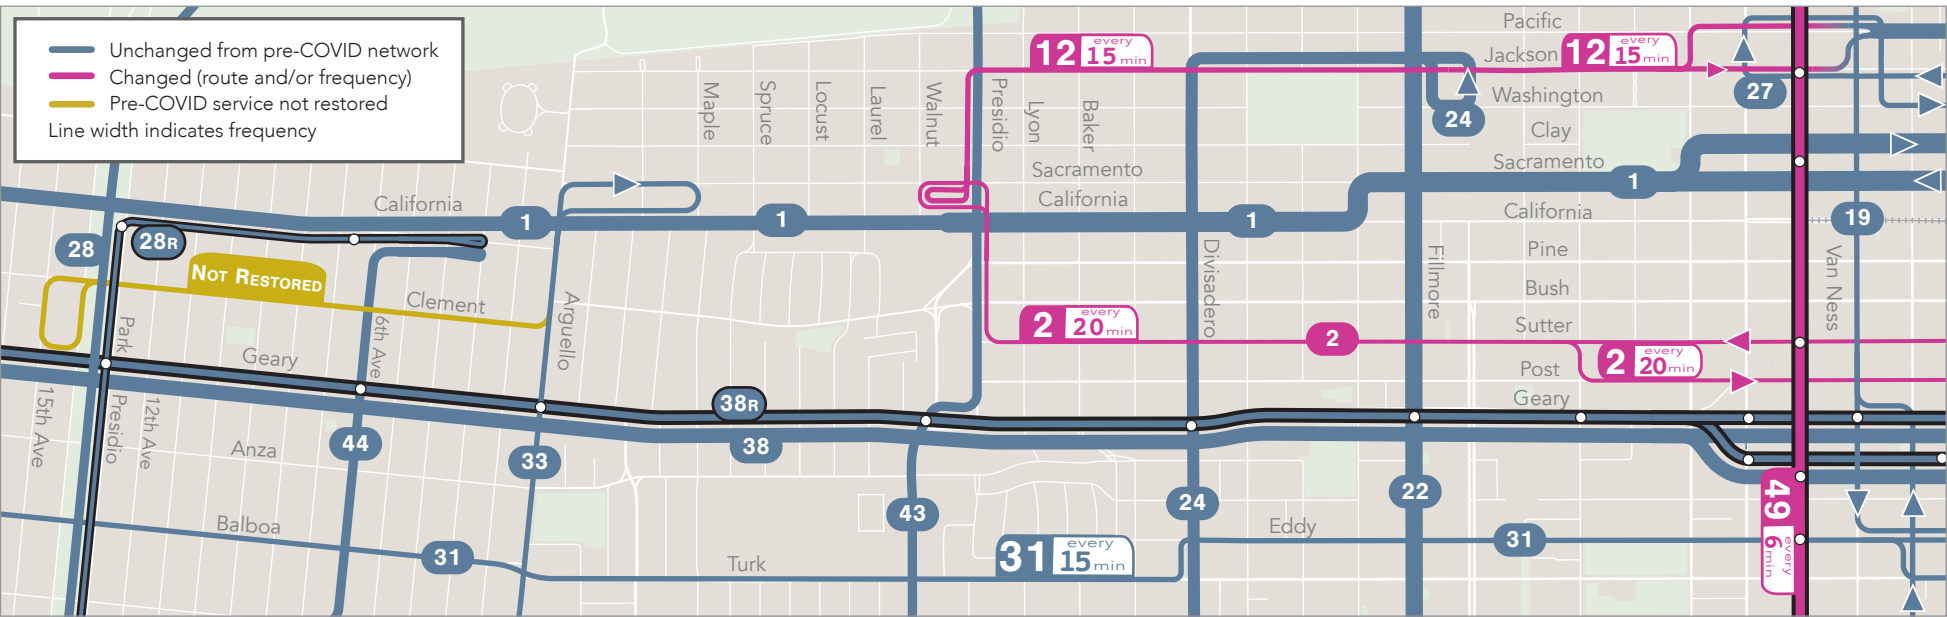 Unchanged from pre-COVID network
Changed (route and/or frequency)
Pre-COVID service not restored
Line width indicates frequency
Pacific
Jackson
Washington
Clay
Sacramento
California
Pine
Bush
Sutter
Post
Geary
12 every 15 min
12 every 15 min
27
24
Maple
Spruce
Locust
Laurel
Walnut
Presidio
Lyon
Baker
Sacramento
California
California
1
1
1
1
19
28
28R
NOT RESTORED
Clement
Park
Presidio
6th Ave
Arguello
Divisadero
Fillmore
Van Ness
2 every 20 min
2
2 every 20 min
Geary
15th Ave
12th Ave
Anza
Balboa
38R
38
44
33
43
24
22
49 every 6 min
31
Turk
31 every 15 min
Eddy
31